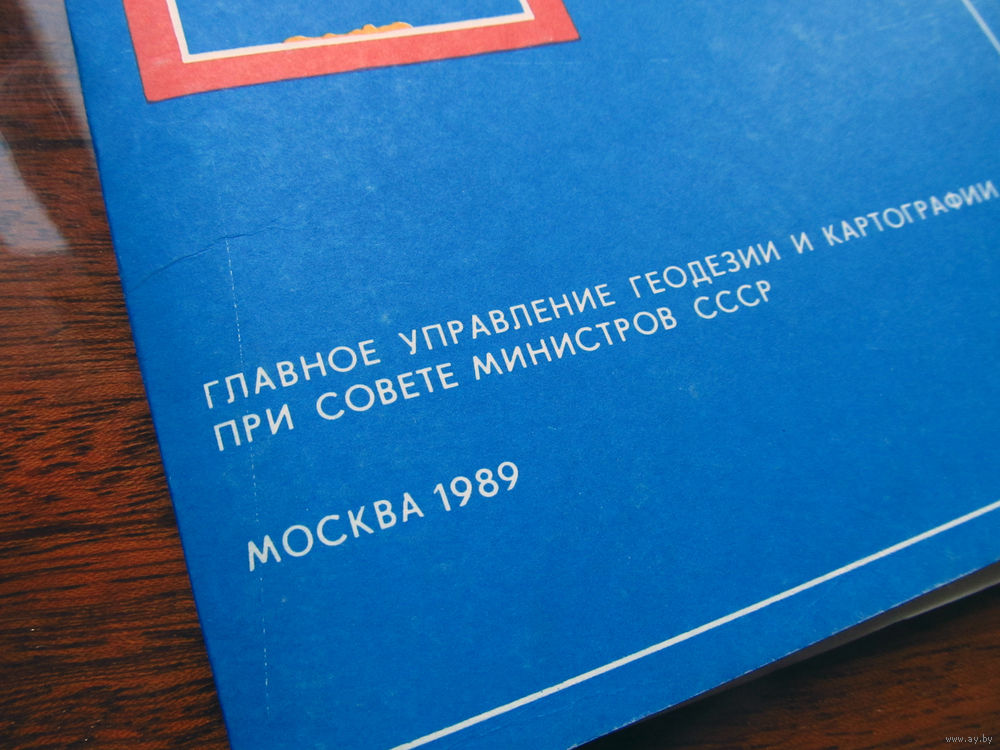 ГЛАВНОЕ УПРАВЛЕНИЕ ГЕОДЕЗИИ И КАРТОГРАФИИ
ПРИ СОВЕТЕ МИНИСТРОВ СССР
МОСКВА 1989
www.ay.by